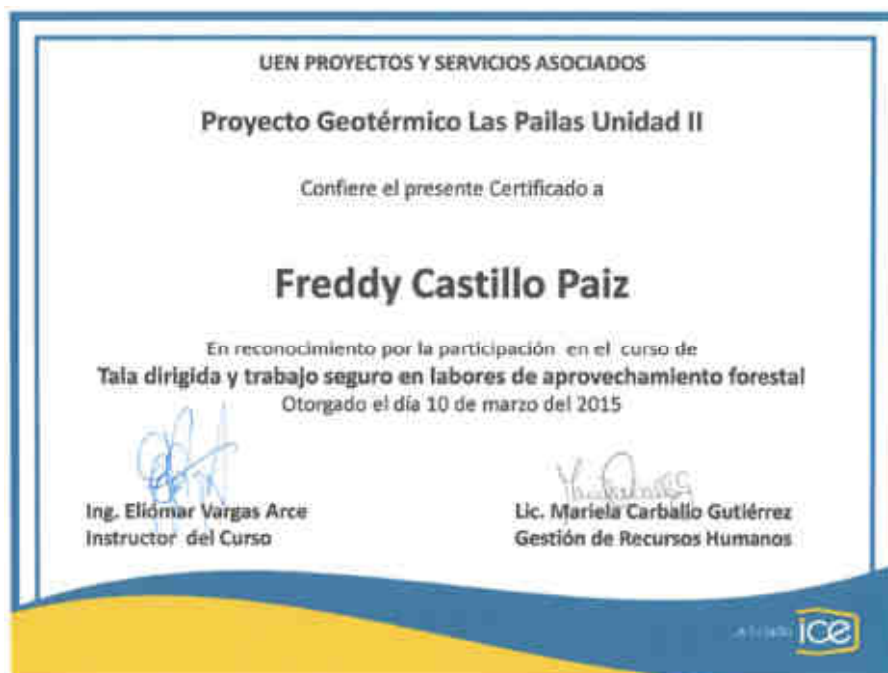 UEN PROYECTOS Y SERVICIOS ASOCIADOS
Proyecto Geotérmico Las Pailas Unidad II
Confiere el presente Certificado a
Freddy Castillo Paiz
En reconocimiento por la participación en el curso de
Tala dirigida y trabajo seguro en labores de aprovechamiento forestal
Otorgado el día 10 de marzo del 2015
Ing. Eliómar Vargas Arce
Instructor del Curso
Lic. Mariela Carballo Gutiérrez
Gestión de Recursos Humanos
ice